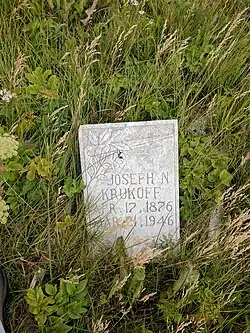 JOSEPH N.
KRUKOFF
17, 1876
1946